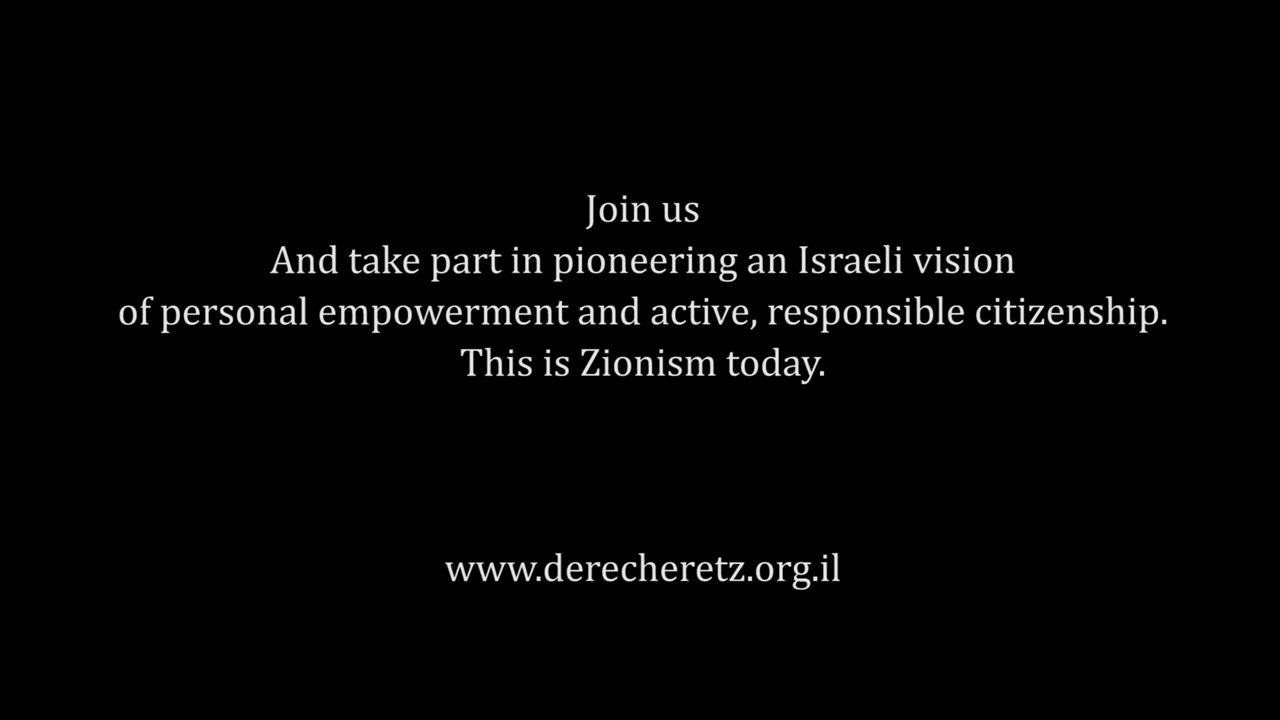 Join us
And take part in pioneering an Israeli vision
of personal empowerment and active, responsible citizenship.
This is Zionism today.
www.derecheretz.org.il